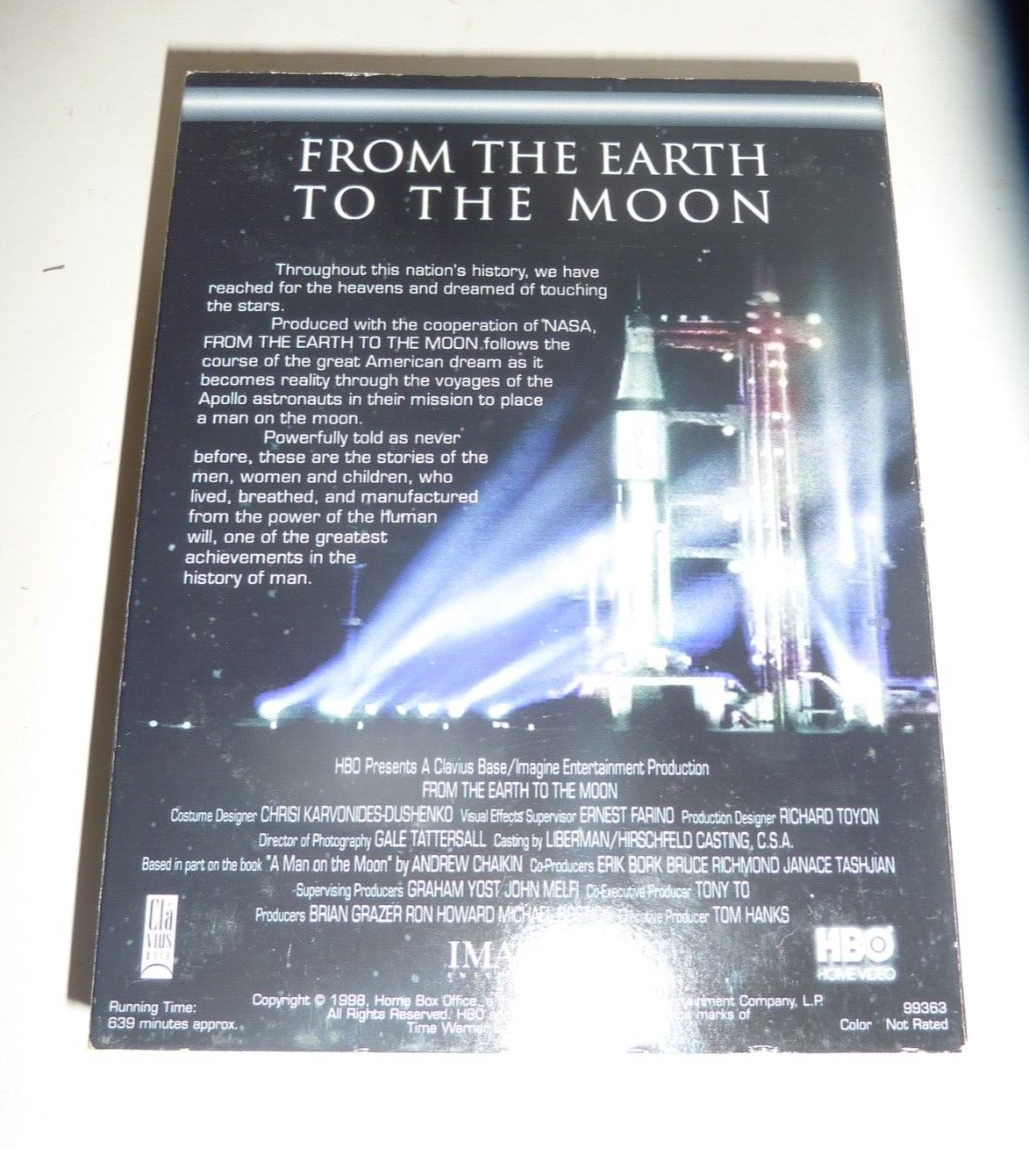 FROM THE EARTH
TO THE MOON
Throughout this nation's history, we have
reached for the heavens and dreamed of touching
the stars.
Produced with the cooperation of NASA,
FROM THE EARTH TO THE MOON follows the
course of the great American dream as it
becomes reality through the voyages of the
Apollo astronauts in their mission to place
a man on the moon.
Powerfully told as never
before, these are the stories of the
men, women and children, who
lived, breathed, and manufactured
from the power of the human
will, one of the greatest
achievements in the
history of man.
HBO Presents A Clavius Base/Imagine Entertainment Production
FROM THE EARTH TO THE MOON
Costume Designer CHRISI KARVONIDES-DUSHENKO Visual Effects Supervisor ERNEST FARINO Production Designer RICHARD TOYON
Director of Photography GALE TATTERSALL Casting by LIBERMAN/HIRSCHFELD CASTING, C.S.A.
Based in part on the book "A Man on the Moon" by ANDREW CHAIKIN Co-Producers ERIK BORK BRUCE RICHMOND JANACE TASHJIAN
Supervising Producers GRAHAM YOST JOHN MELFI Co-Executive Producer TONY TO
Producers BRIAN GRAZER RON HOWARD MICHAEL BOSTICK Executive Producer TOM HANKS
Cla
vius
BASE
HBO
HOME VIDEO
Running Time:
639 minutes approx.
Copyright © 1998, Home Box Office, Company, L.P.
All Rights Reserved. HBO marks of
Time Warner
99363
Color Not Rated